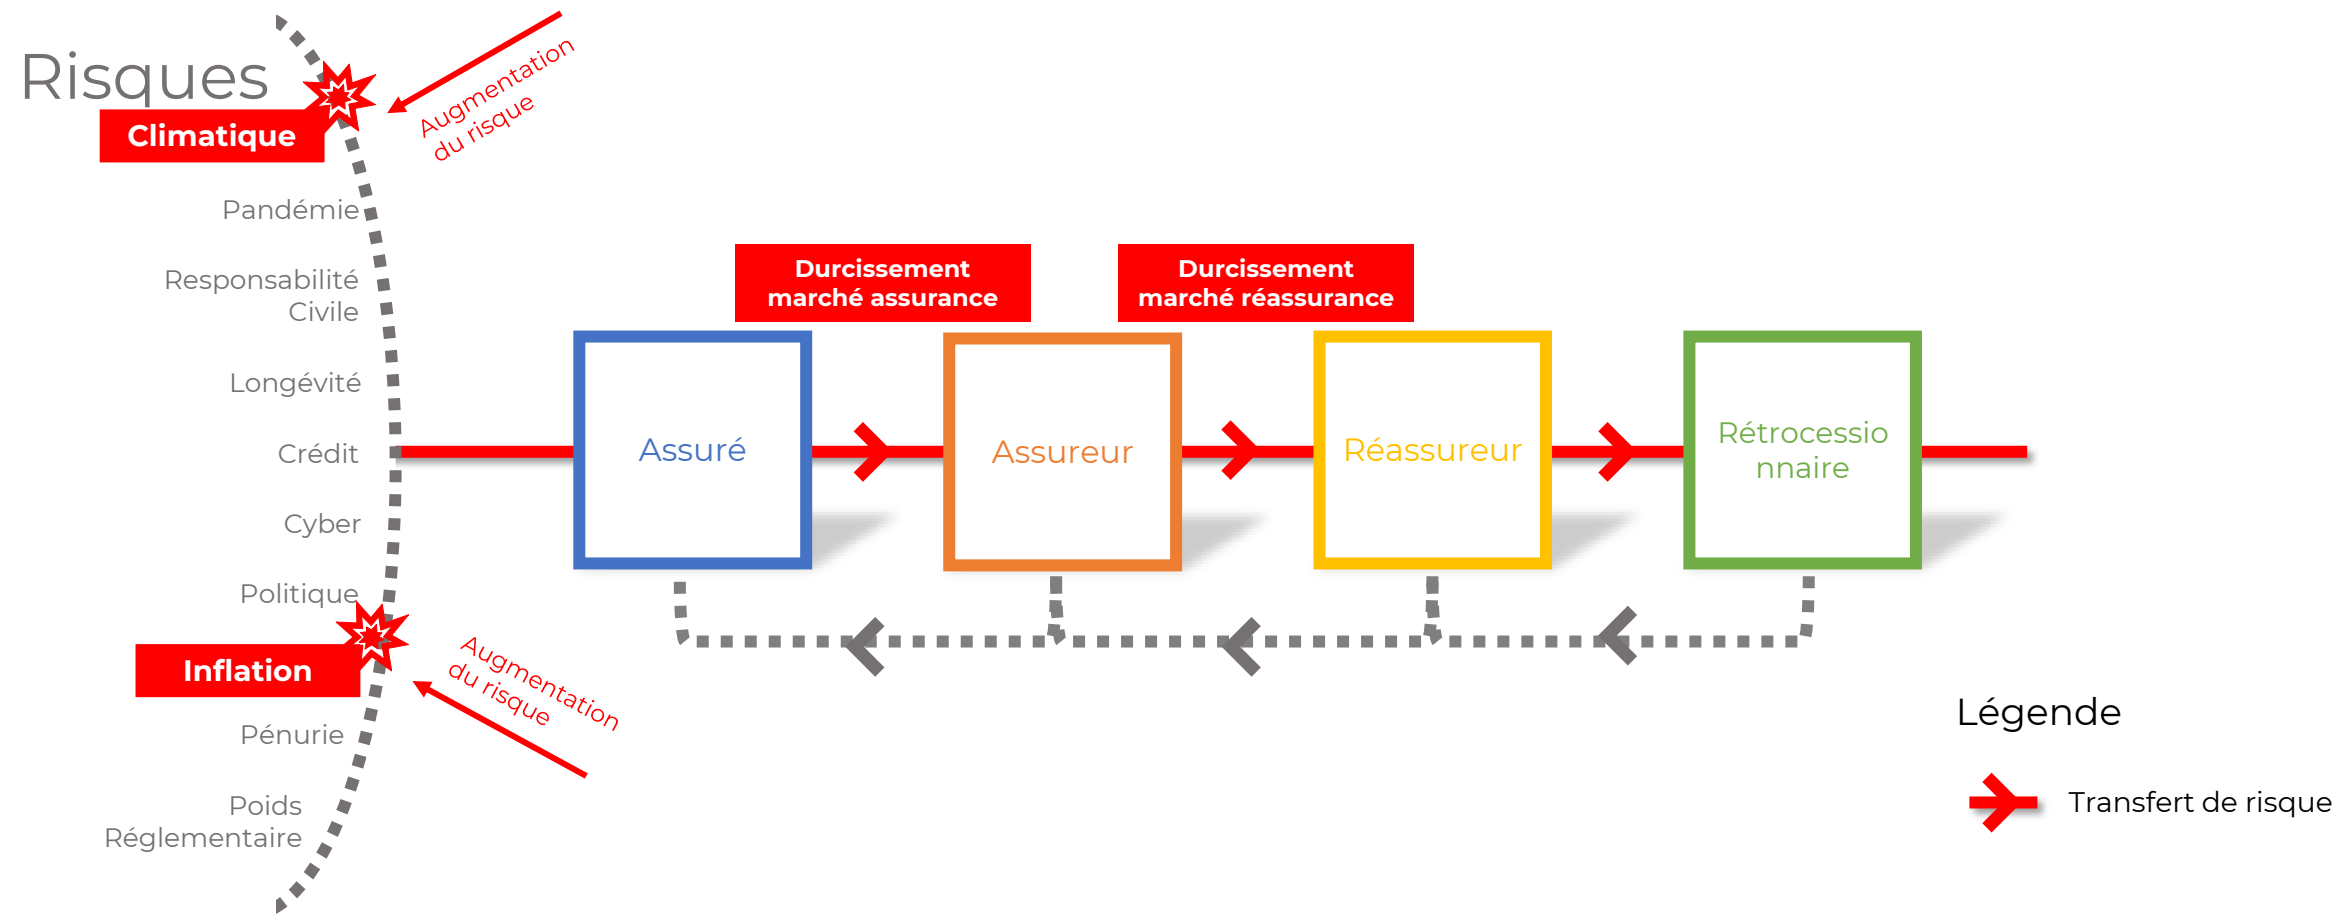 Risques
Climatique
Augmentation
du risque
Pandémie
Responsabilité
Civile
Longévité
Crédit
Cyber
Politique
Inflation
Augmentation
du risque
Pénurie
Poids
Réglementaire
Durcissement
marché assurance
Durcissement
marché réassurance
Assuré
Assureur
Réassureur
Rétrocessio
nnaire
Légende
Transfert de risque